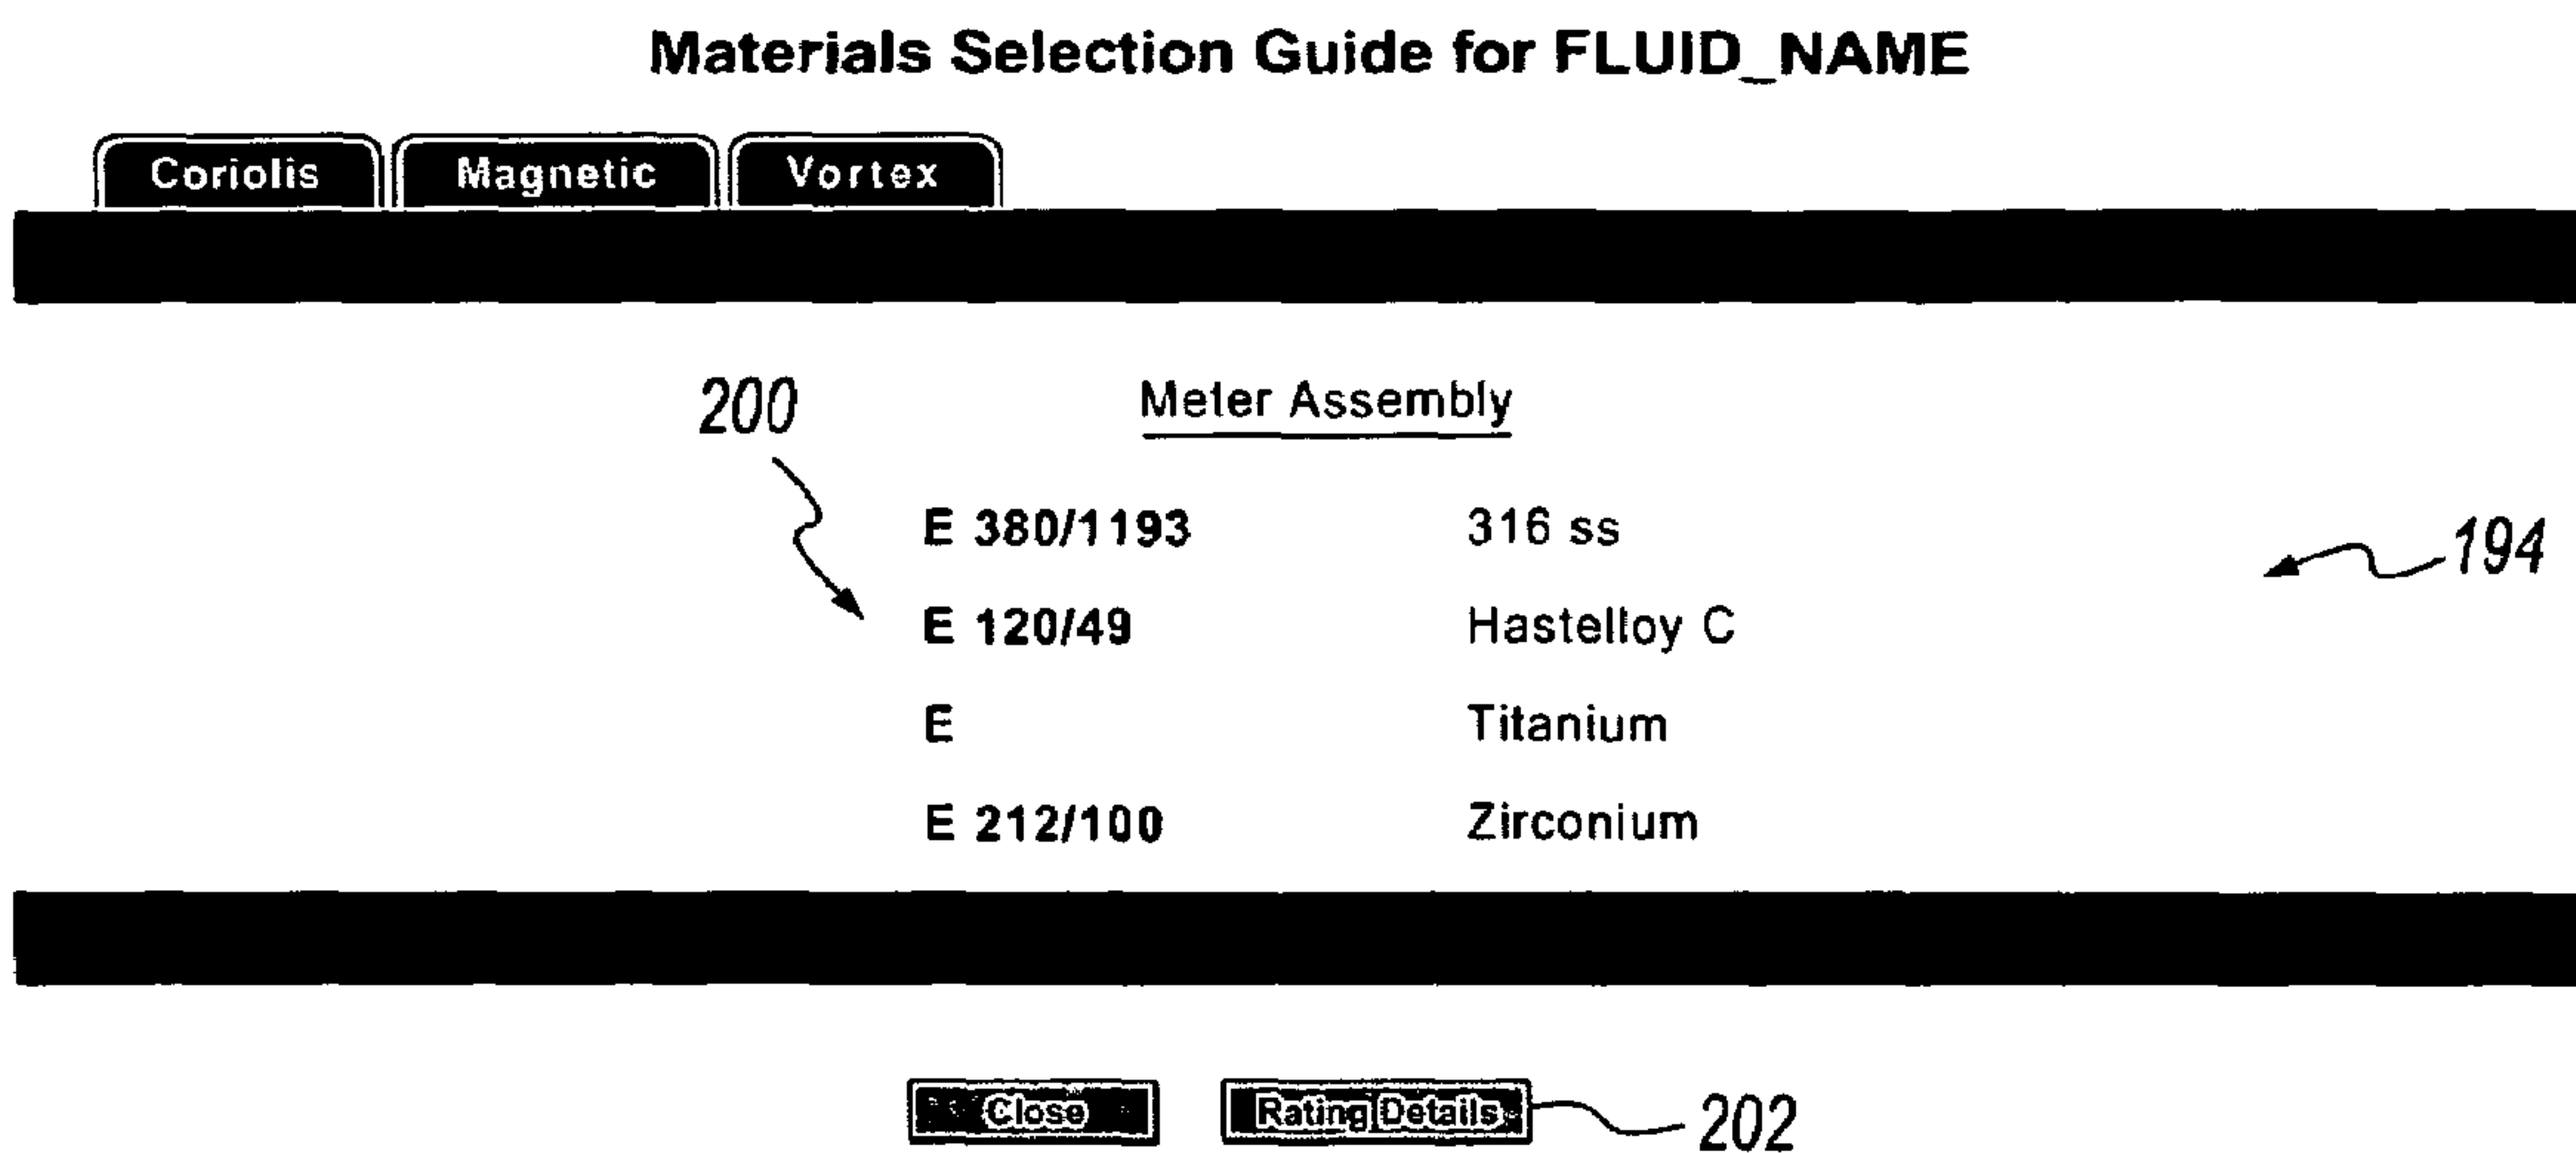 Materials Selection Guide for FLUID_NAME
Coriolis Magnetic Vortex
200 Meter Assembly
E 380/1193 316 ss
194
E 120/49 Hastelloy C
E Titanium
E 212/100 Zirconium
Close Rating Details 202